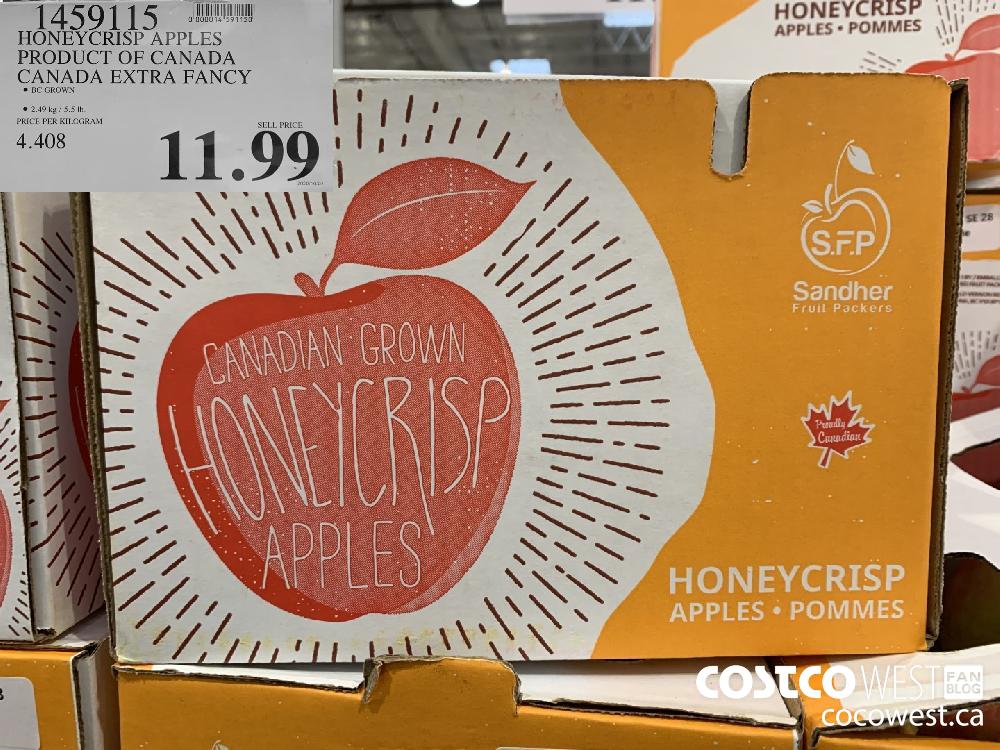 1459115
HONEYCRISP APPLES
PRODUCT OF CANADA
CANADA EXTRA FANCY
• BC GROWN
• 2.49 kg / 5.5 lb.
PRICE PER KILOGRAM
4.408
SELL PRICE
11.99
HONEYCRISP
APPLES • POMMES
S.F.P
Sandher
Fruit Packers
CANADIAN GROWN
HONEYCRISP
APPLES
Proudly
Canadian
HONEYCRISP
APPLES • POMMES
SE 28
COSTCO WEST FAN BLOG
cocowest.ca